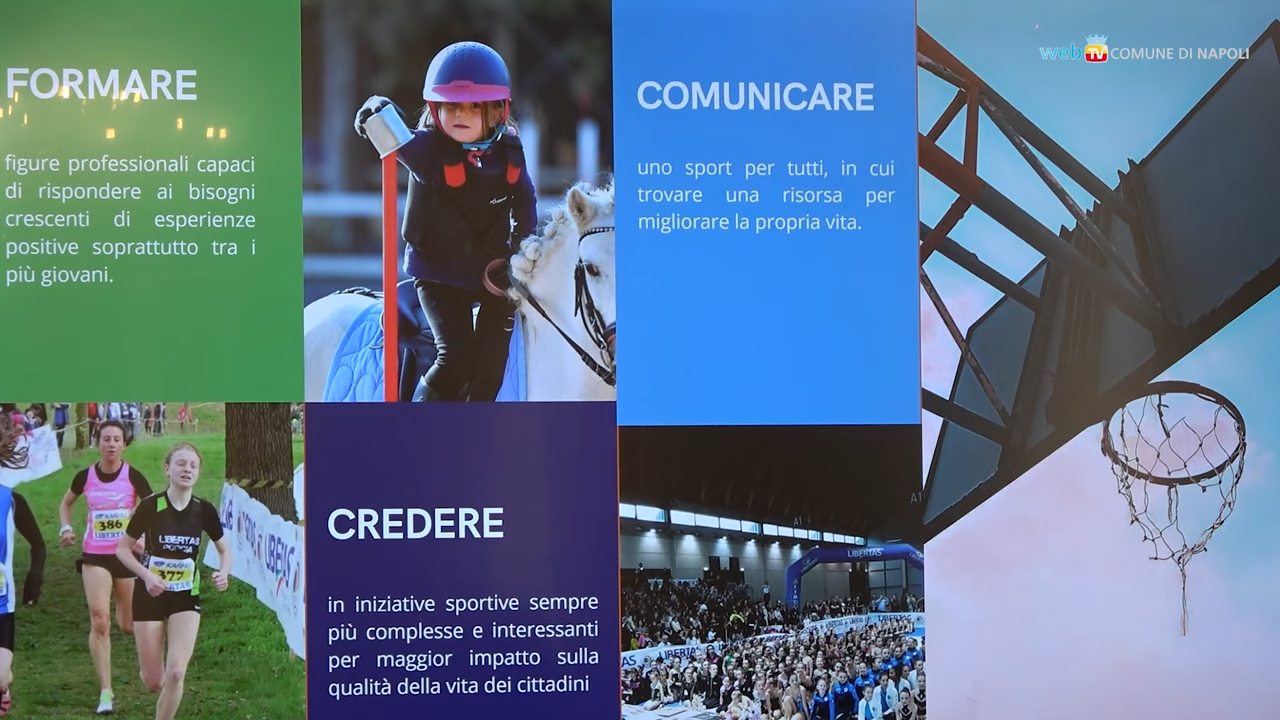 web TV COMUNE DI NAPOLI
FORMARE
figure professionali capaci
di rispondere ai bisogni
crescenti di esperienze
positive soprattutto tra i
più giovani.
COMUNICARE
uno sport per tutti, in cui
trovare una risorsa per
migliorare la propria vita.
CREDERE
in iniziative sportive sempre
più complesse e interessanti
per maggior impatto sulla
qualità della vita dei cittadini
386
LIBERTAS
377
LIBERTAS
LIBERTAS
LIBERTAS
A1
A1